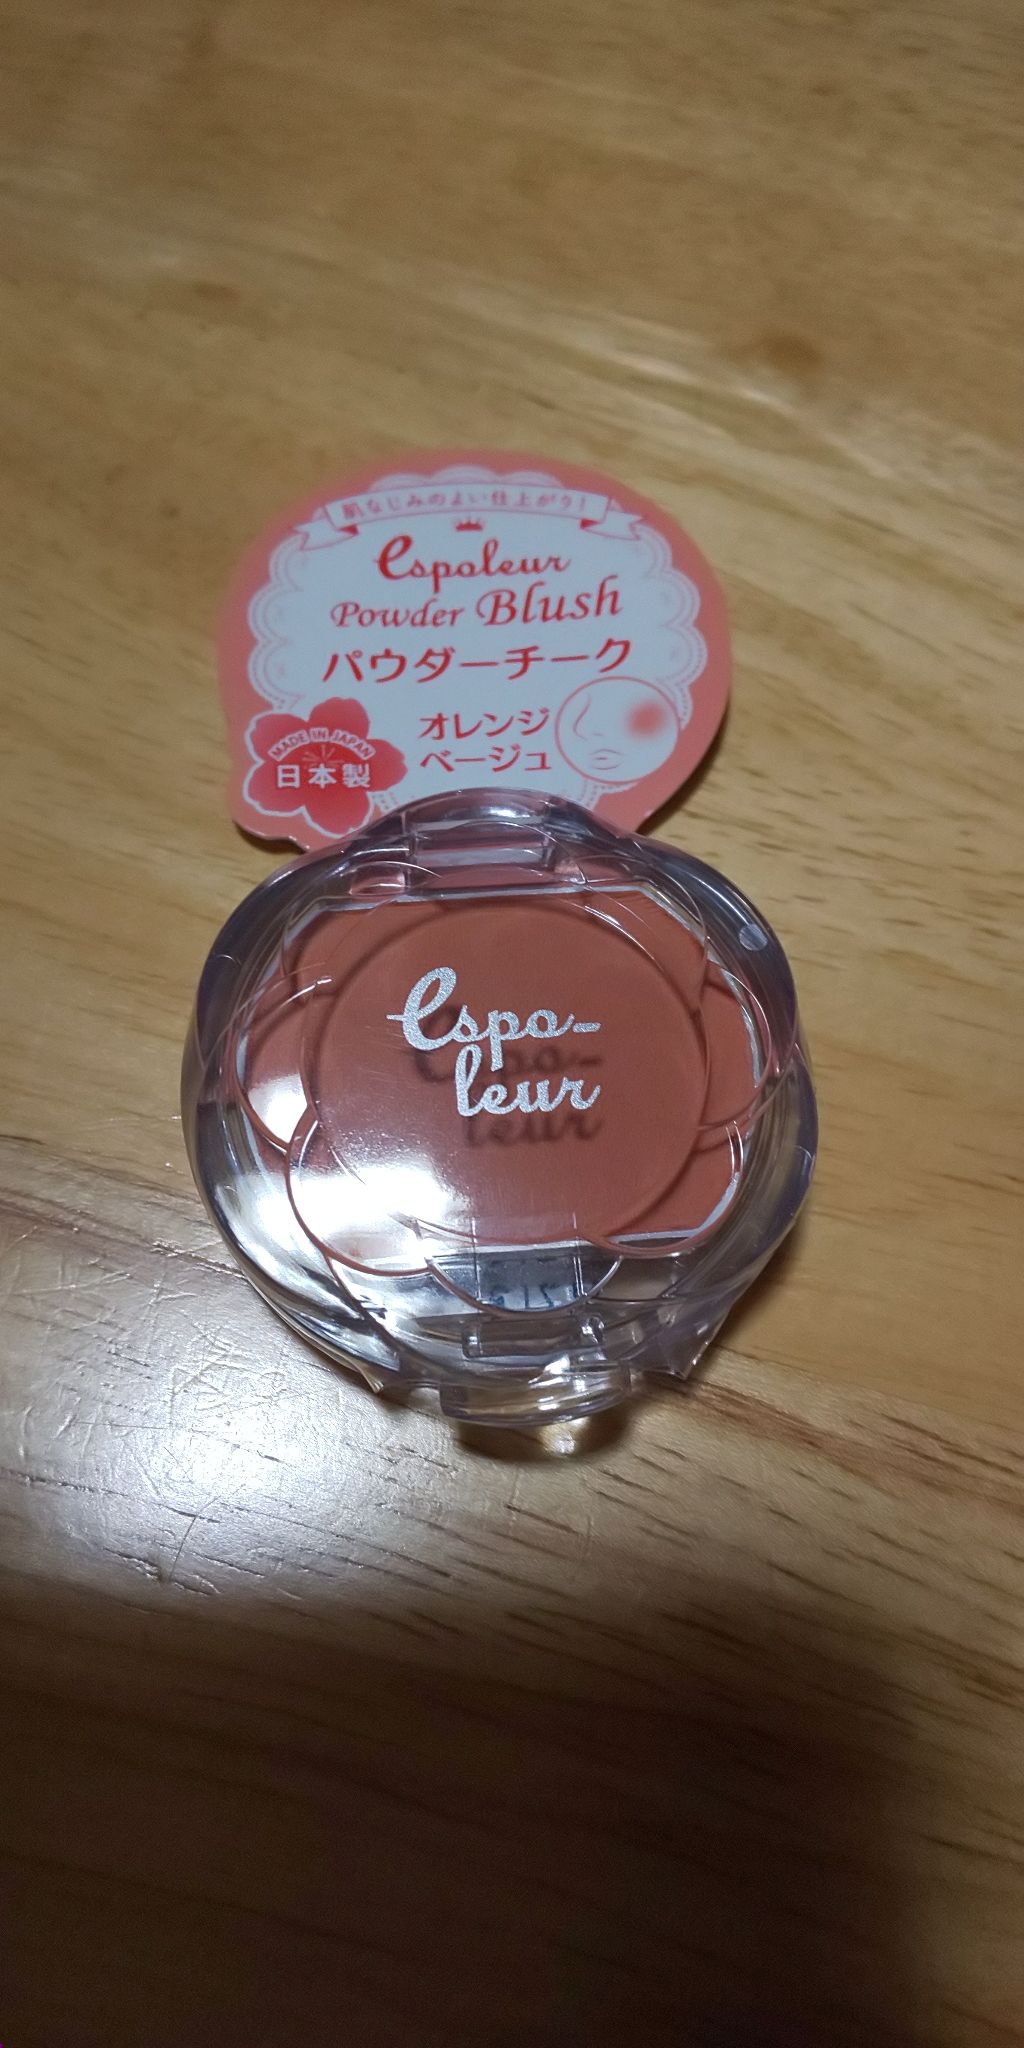 肌なじみのよい仕上がり!
espoleur
Powder Blush
パウダーチーク
オレンジ
ベージュ
MADE IN JAPAN
日本製
espo-
leur